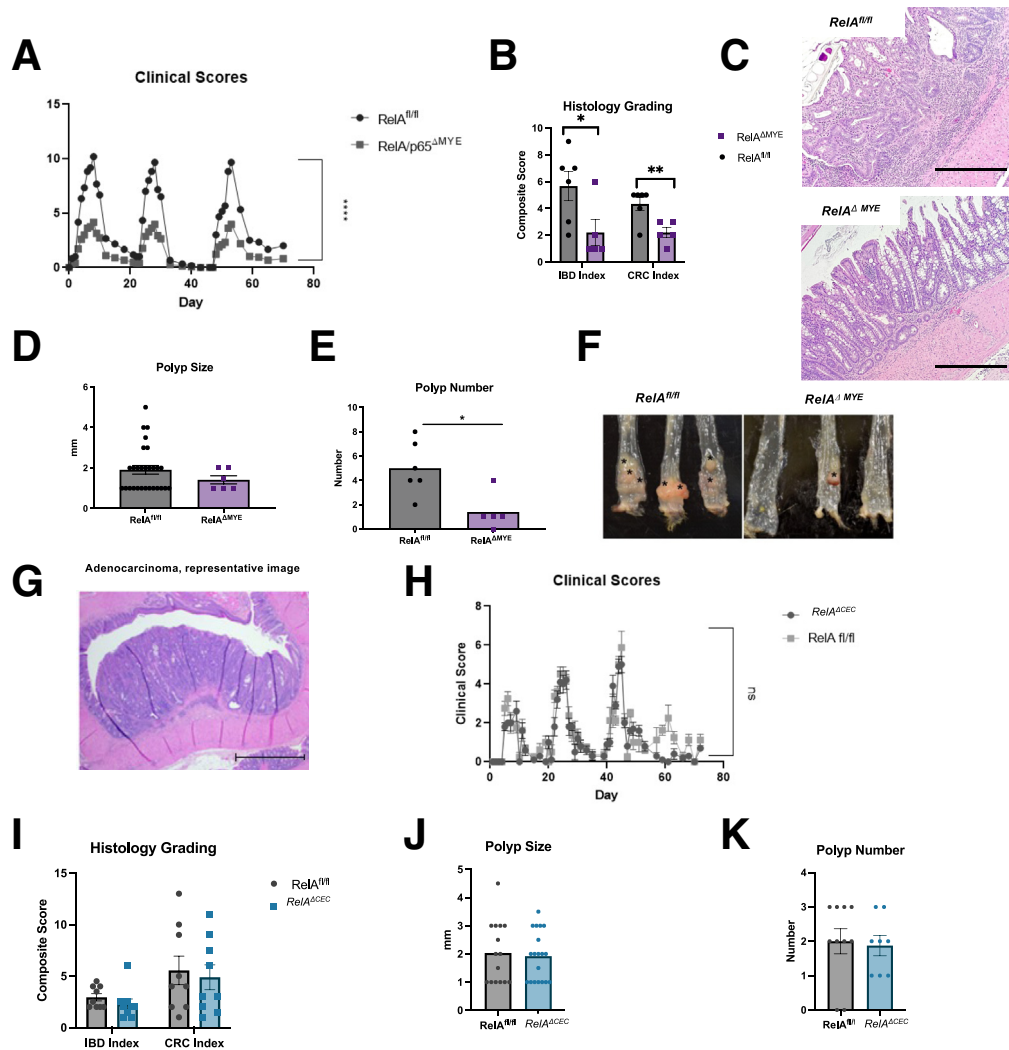 A
Clinical Scores
15
10
5
0
0
20
40
60
80
Day
RelA^fl/fl
RelA/p65^ΔMYE
****
B
Histology Grading
Composite Score
10
8
6
4
2
0
*
**
IBD Index
CRC Index
RelA^ΔMYE
RelA^fl/fl
C
RelA^fl/fl
RelA^Δ MYE
D
Polyp Size
mm
6
4
2
0
RelA^fl/fl
RelA^ΔMYE
E
Polyp Number
Number
10
8
6
4
2
0
*
RelA^fl/fl
RelA^ΔMYE
F
RelA^fl/fl
RelA^Δ MYE
* * *
* *
* *
*
G
Adenocarcinoma, representative image
H
Clinical Scores
Clinical Score
8
6
4
2
0
0
20
40
60
80
Day
RelA^ΔCEC
RelA fl/fl
ns
I
Histology Grading
Composite Score
15
10
5
0
IBD Index
CRC Index
RelA^fl/fl
RelA^ΔCEC
J
Polyp Size
mm
5
4
3
2
1
0
RelA^fl/fl
RelA^ΔCEC
K
Polyp Number
Number
4
3
2
1
0
RelA^fl/fl
RelA^ΔCEC